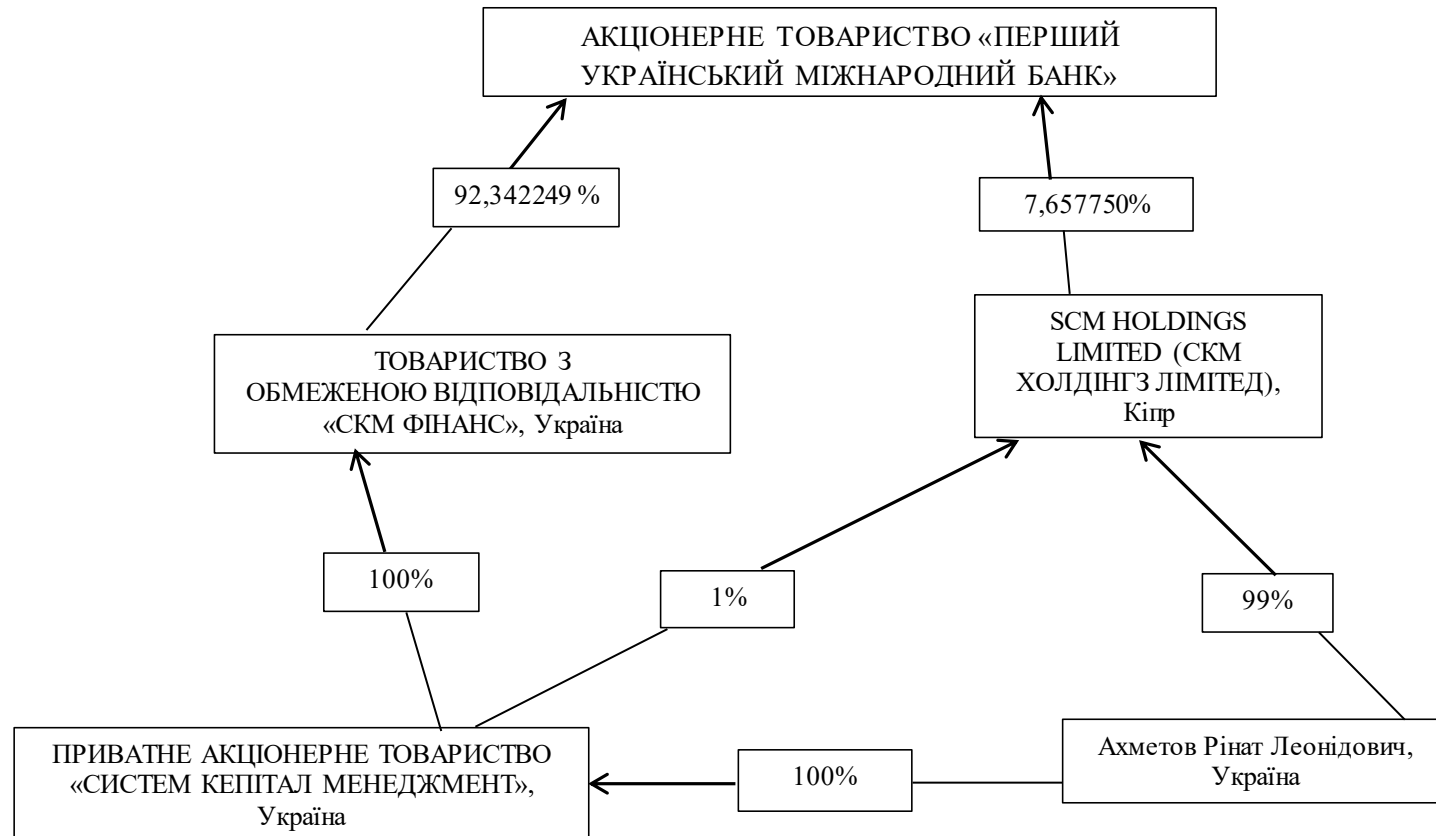 АКЦІОНЕРНЕ ТОВАРИСТВО «ПЕРШИЙ
УКРАЇНСЬКИЙ МІЖНАРОДНИЙ БАНК»
92,342249 %
7,657750%
ТОВАРИСТВО З
ОБМЕЖЕНОЮ ВІДПОВІДАЛЬНІСТЮ
«СКМ ФІНАНС», Україна
SCM HOLDINGS
LIMITED (СКМ
ХОЛДІНГЗ ЛІМІТЕД),
Кіпр
100%
1%
99%
ПРИВАТНЕ АКЦІОНЕРНЕ ТОВАРИСТВО
«СИСТЕМ КЕПІТАЛ МЕНЕДЖМЕНТ»,
Україна
100%
Ахметов Рінат Леонідович,
Україна